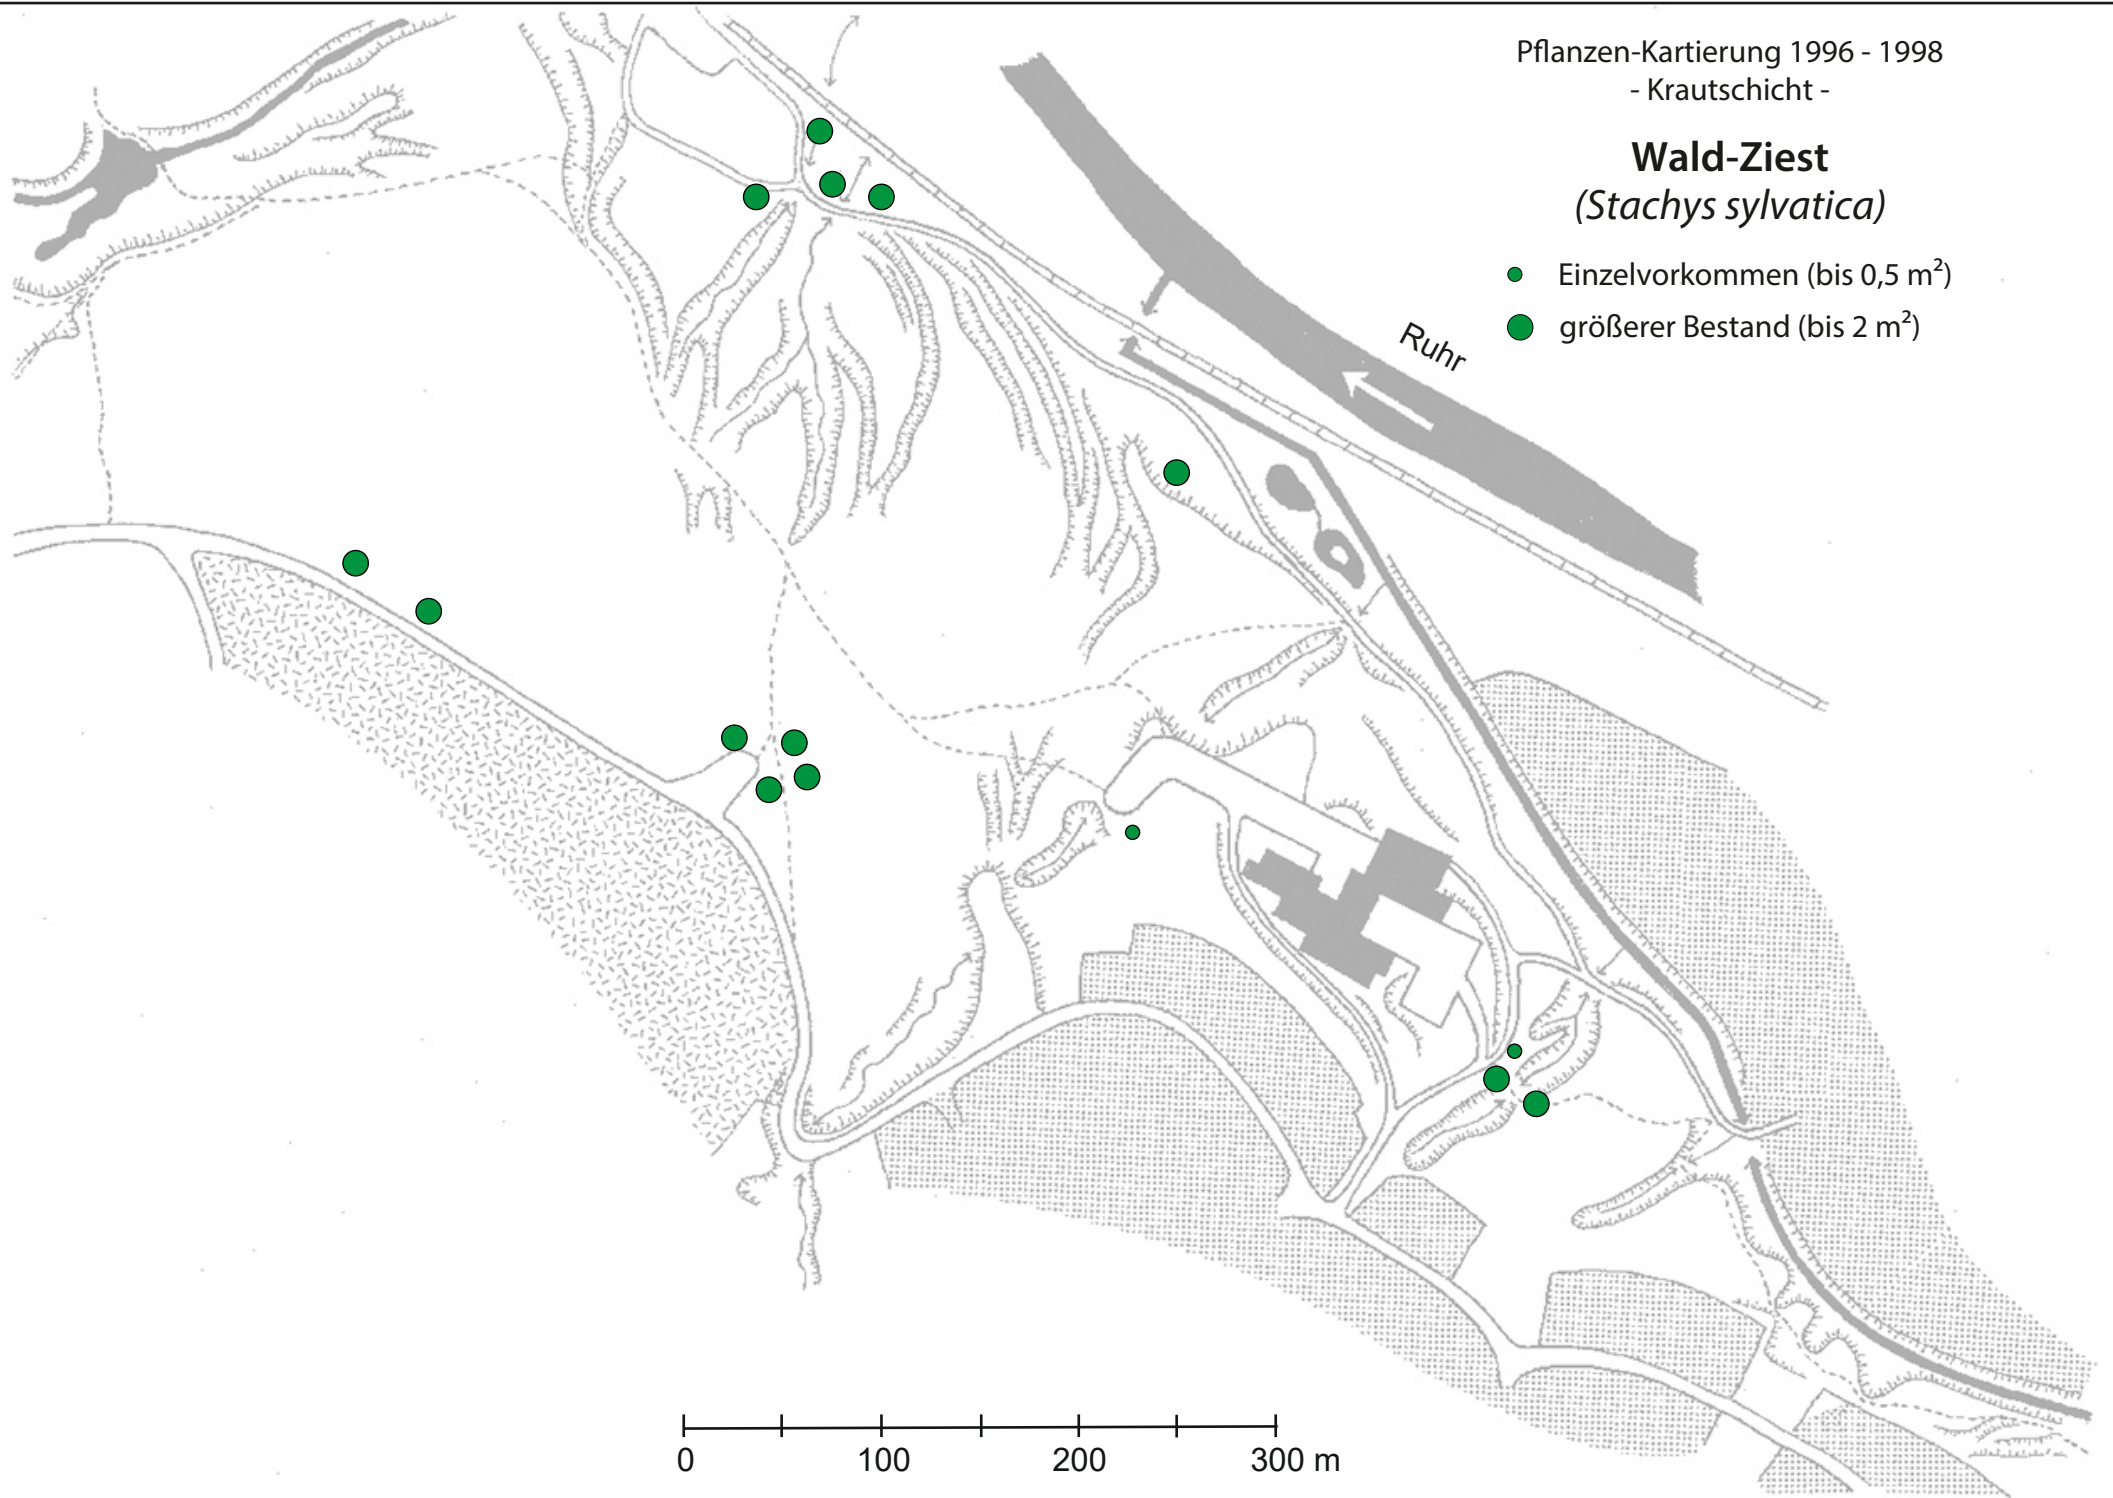 Pflanzen-Kartierung 1996 - 1998
- Krautschicht -
Wald-Ziest
(Stachys sylvatica)
Einzelvorkommen (bis 0,5 m²)
größerer Bestand (bis 2 m²)
Ruhr
0 100 200 300 m